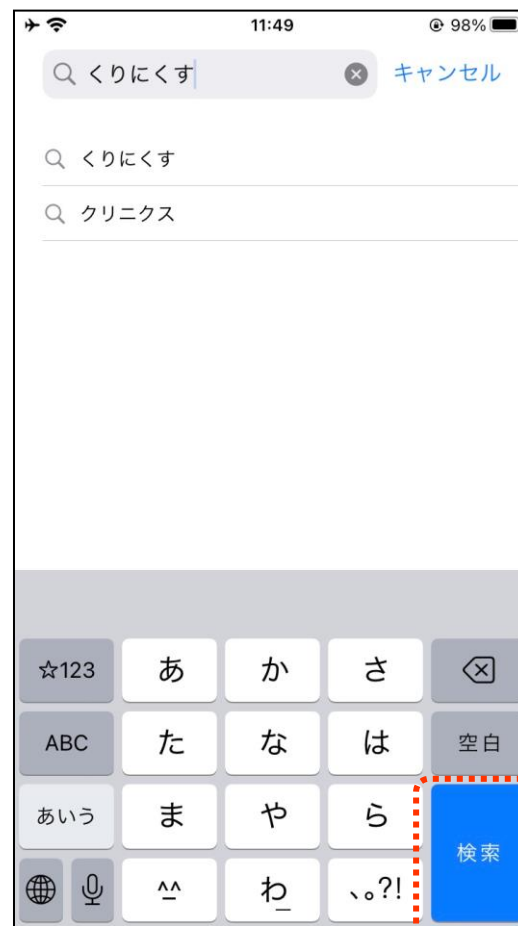 11:49 98%
くりにくす キャンセル
くりにくす
クリニクス
☆123 あ か さ
ABC た な は 空白
あいう ま や ら 検索
^^ わ_ 、。?!